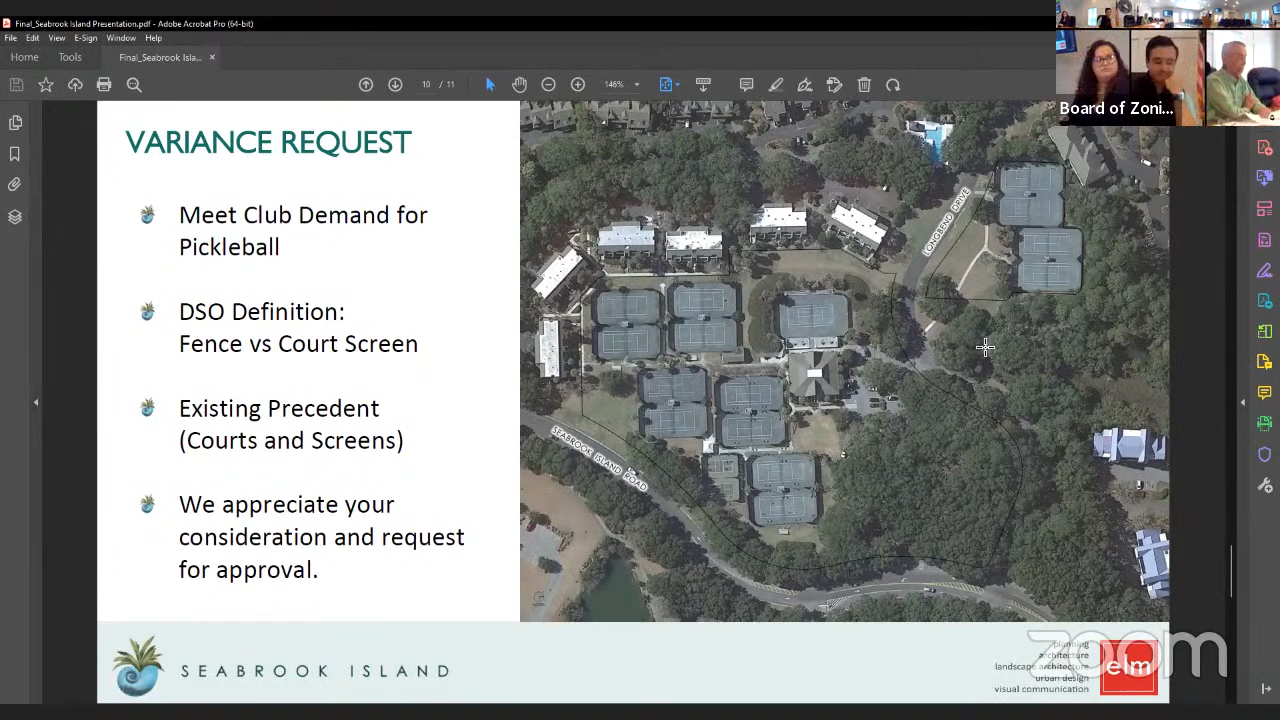 Final_Seabrook Island Presentation.pdf - Adobe Acrobat Pro (64-bit)
File Edit View E-Sign Window Help
Home Tools Final_Seabrook Isla... ×
10 / 11 146%
Board of Zoni...
VARIANCE REQUEST
Meet Club Demand for
Pickleball
DSO Definition:
Fence vs Court Screen
Existing Precedent
(Courts and Screens)
We appreciate your
consideration and request
for approval.
LONGBEND DRIVE
SEABROOK ISLAND ROAD
SEABROOK ISLAND
planning
architecture
landscape architecture
urban design
visual communication
elm
zoom